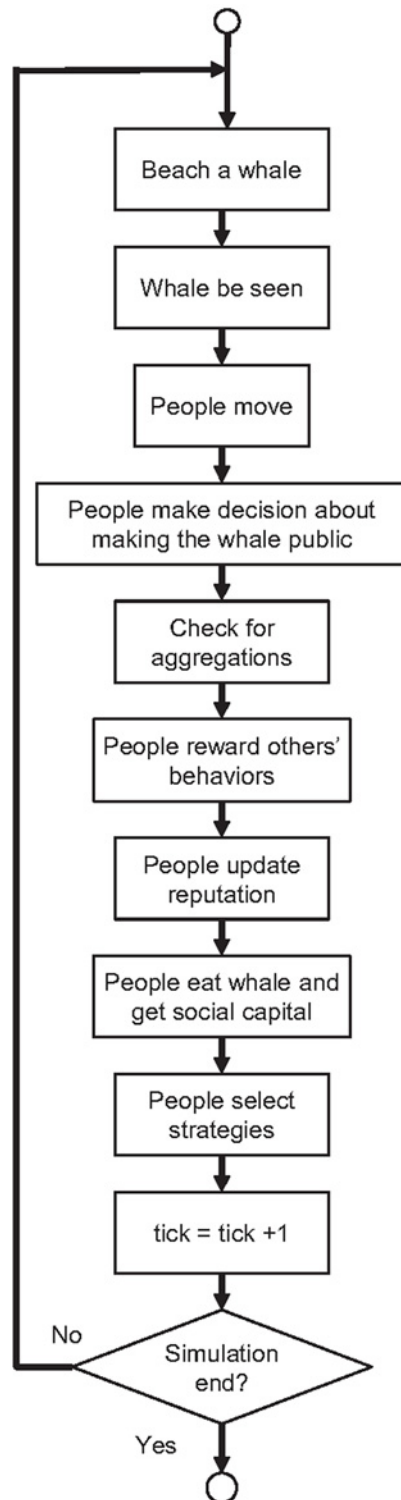 Beach a whale
Whale be seen
People move
People make decision about
making the whale public
Check for
aggregations
People reward others'
behaviors
People update
reputation
People eat whale and
get social capital
People select
strategies
tick = tick +1
No
Simulation
end?
Yes